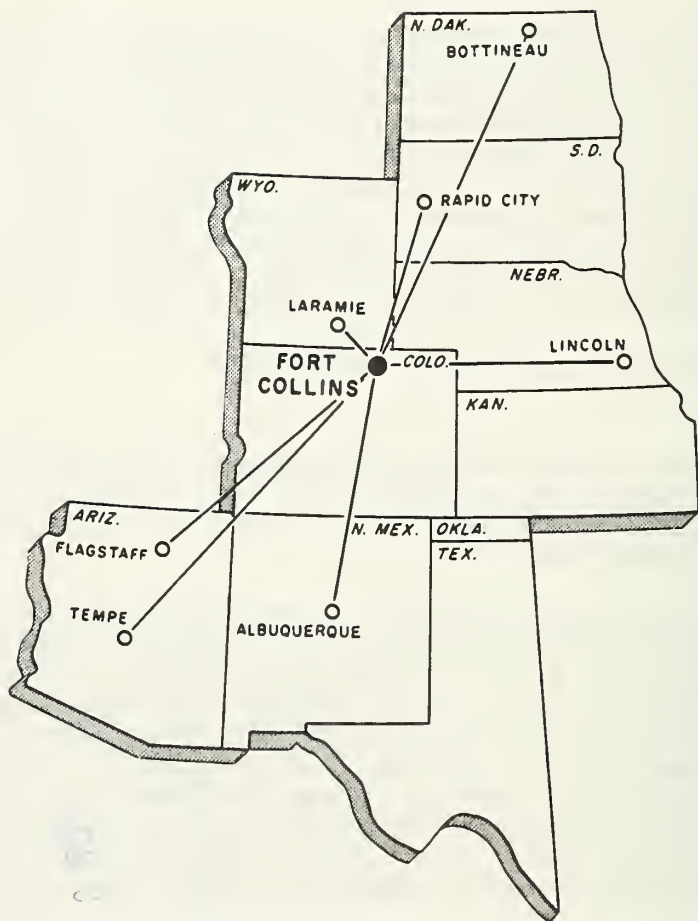 N. DAK.
BOTTINEAU
S.D.
WYO.
RAPID CITY
NEBR.
LARAMIE
LINCOLN
FORT
COLLINS
COLO.
KAN.
ARIZ.
N. MEX.
OKLA.
FLAGSTAFF
TEX.
TEMPE
ALBUQUERQUE